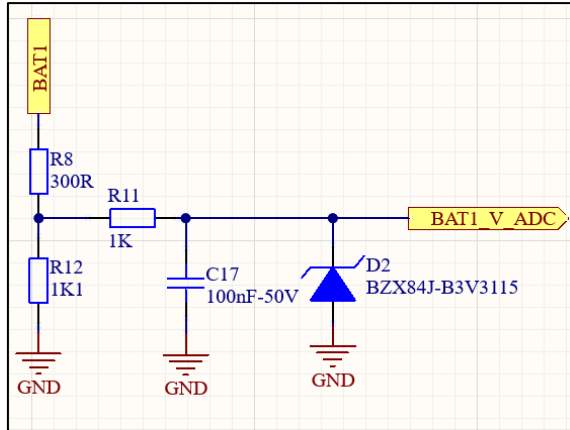 BAT1
R8
300R
R11
1K
BAT1_V_ADC
R12
1K1
C17
100nF-50V
D2
BZX84J-B3V3115
GND
GND
GND